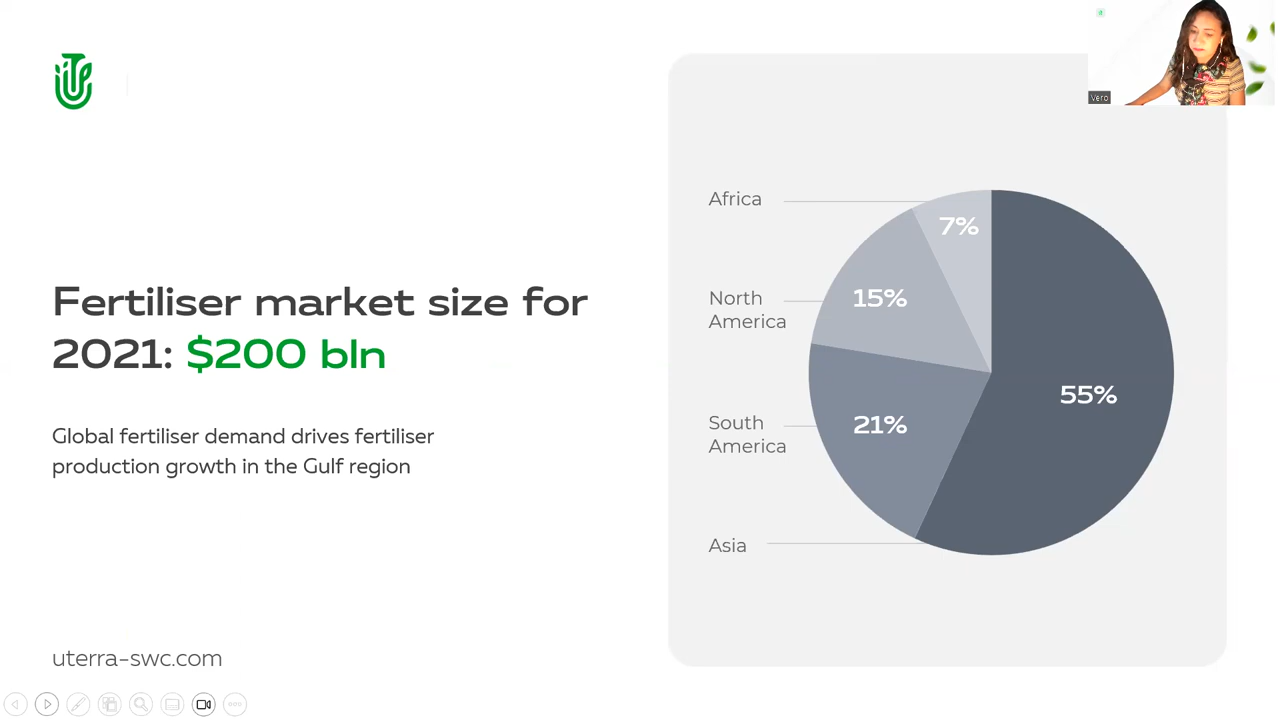 Vero
Fertiliser market size for
2021: $200 bln
Global fertiliser demand drives fertiliser
production growth in the Gulf region
uterra-swc.com
Africa
7%
North
America
15%
55%
South
America
21%
Asia